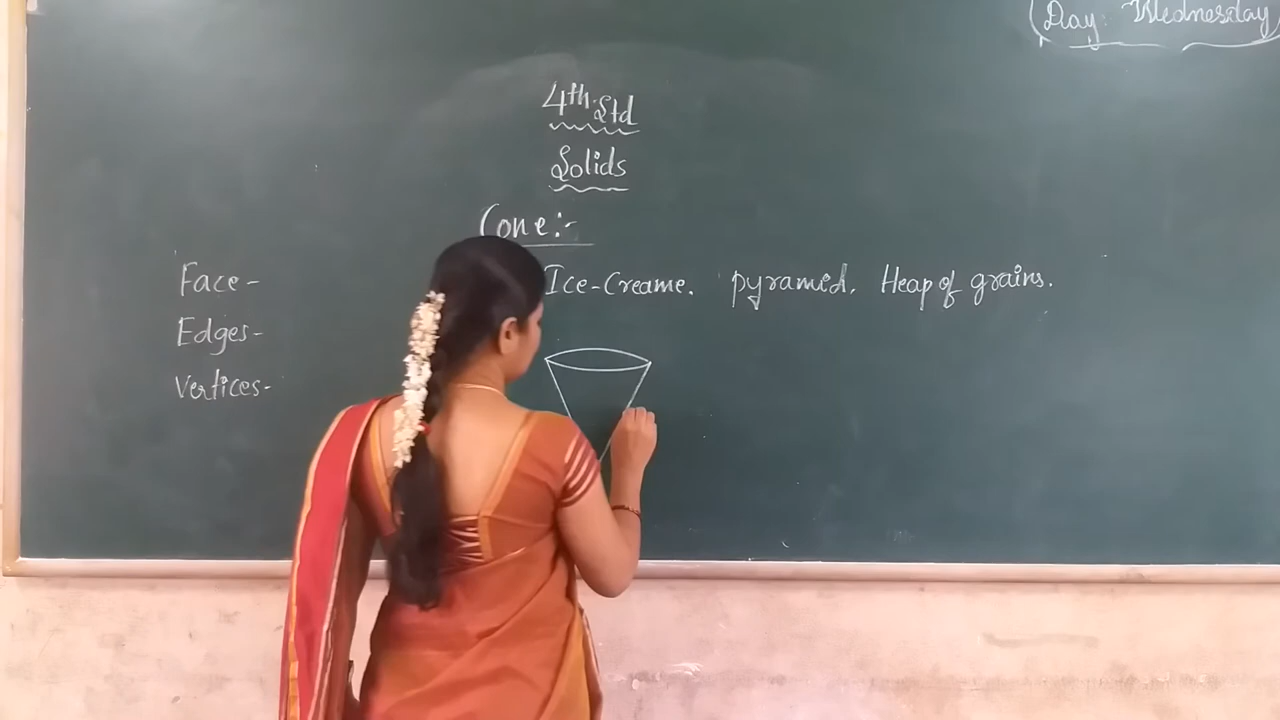 Day: Wednesday
4th Std
Solids
Cone:-
Face- Ice-Creame. pyramid. Heap of grains.
Edges-
Vertices-